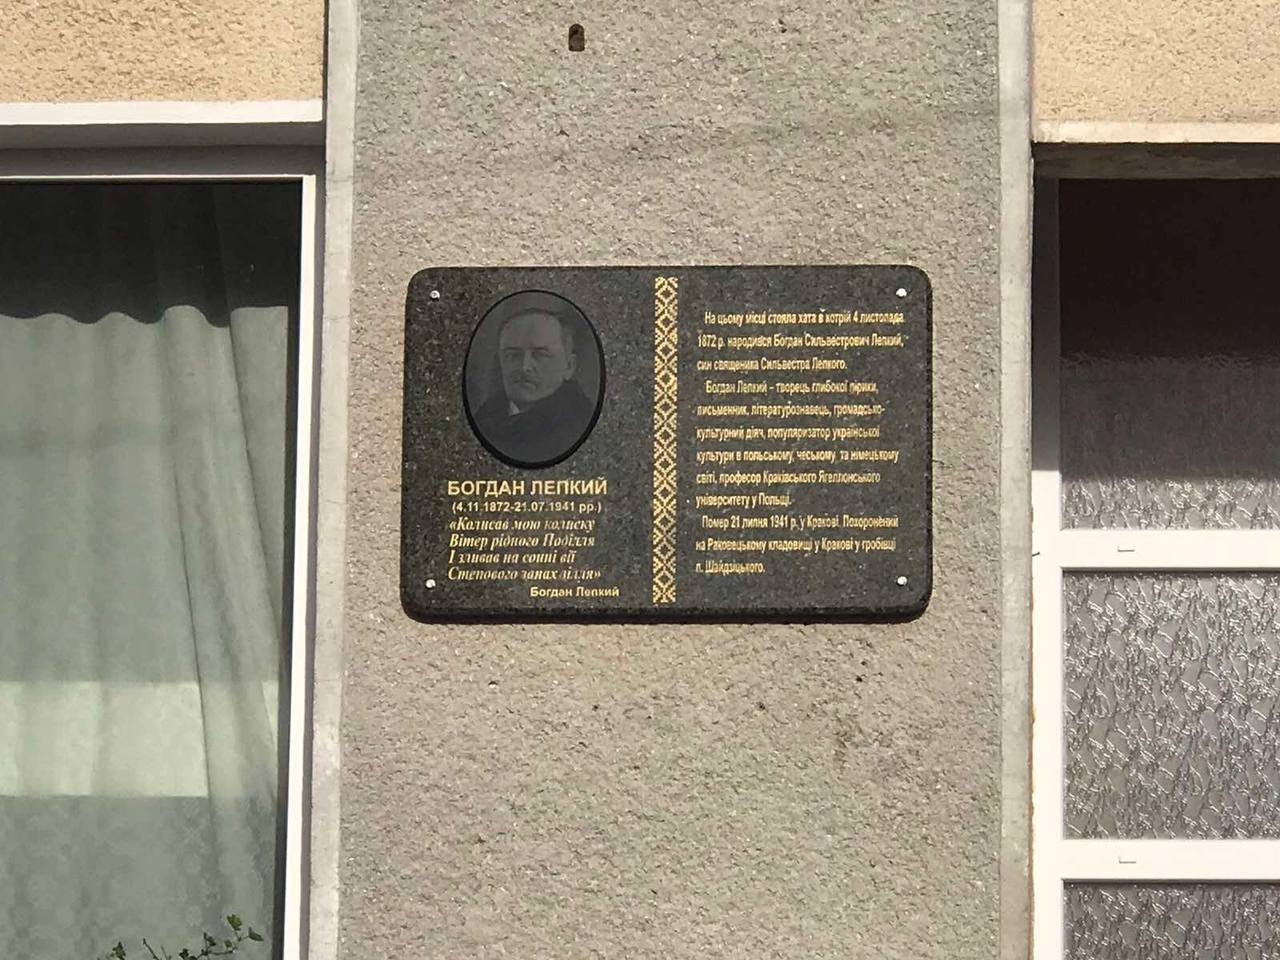 БОГДАН ЛЕПКИЙ
(4.11.1872-21.07.1941 рр.)
«Колисав мою колиску
Вітер рідного Поділля
І зливав на сонні вії
Степового запах зілля»
Богдан Лепкий
На цьому місці стояла хата в котрій 4 листопада
1872 р. народився Богдан Сильвестрович Лепкий,
син священика Сильвестра Лепкого.
Богдан Лепкий – творець глибокої лірики,
письменник, літературознавець, громадсько-
культурний діяч, популяризатор української
культури в польському, чеському, та німецькому
світі, професор Краківського Ягеллонського
університету у Польщі.
Помер 21 липня 1941 р. у Кракові. Похоронений
на Раковецькому кладовищі у Кракові у гробівці
п. Шайдзіцького.